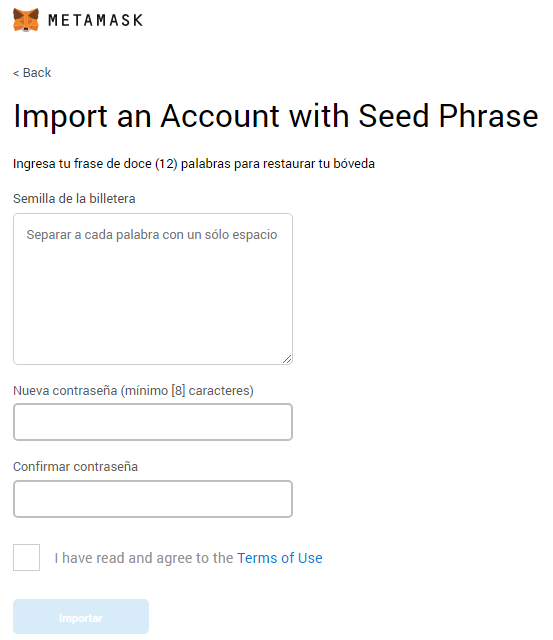 METAMASK
< Back
Import an Account with Seed Phrase
Ingresa tu frase de doce (12) palabras para restaurar tu bóveda
Semilla de la billetera
Separar a cada palabra con un sólo espacio
Nueva contraseña (mínimo [8] caracteres)
Confirmar contraseña
I have read and agree to the Terms of Use
Importar